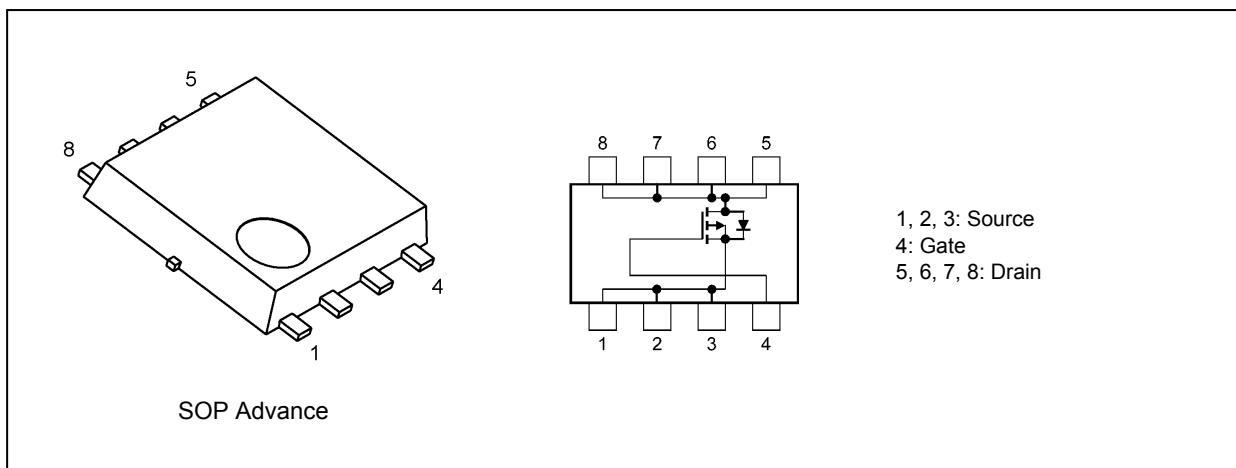 5
8
4
1
SOP Advance
8 7 6 5
1 2 3 4
1, 2, 3: Source
4: Gate
5, 6, 7, 8: Drain